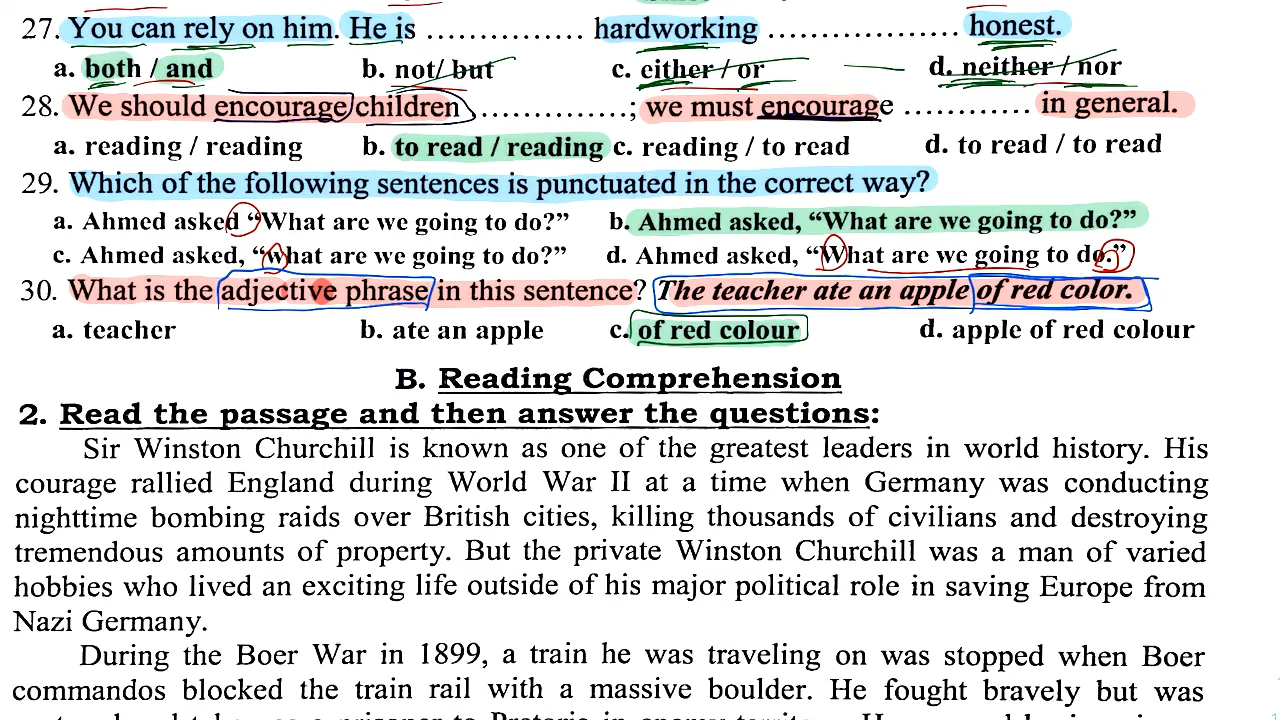 27. You can rely on him. He is ............... hardworking .................. honest.
a. both / and b. not/ but c. either / or d. neither / nor
28. We should encourage children ..............; we must encourage ............ in general.
a. reading / reading b. to read / reading c. reading / to read d. to read / to read
29. Which of the following sentences is punctuated in the correct way?
a. Ahmed asked “What are we going to do?” b. Ahmed asked, “What are we going to do?”
c. Ahmed asked, “what are we going to do?” d. Ahmed asked, “What are we going to do.”
30. What is the adjective phrase in this sentence? The teacher ate an apple of red color.
a. teacher b. ate an apple c. of red colour d. apple of red colour
B. Reading Comprehension
2. Read the passage and then answer the questions:
Sir Winston Churchill is known as one of the greatest leaders in world history. His
courage rallied England during World War II at a time when Germany was conducting
nighttime bombing raids over British cities, killing thousands of civilians and destroying
tremendous amounts of property. But the private Winston Churchill was a man of varied
hobbies who lived an exciting life outside of his major political role in saving Europe from
Nazi Germany.
During the Boer War in 1899, a train he was traveling on was stopped when Boer
commandos blocked the train rail with a massive boulder. He fought bravely but was